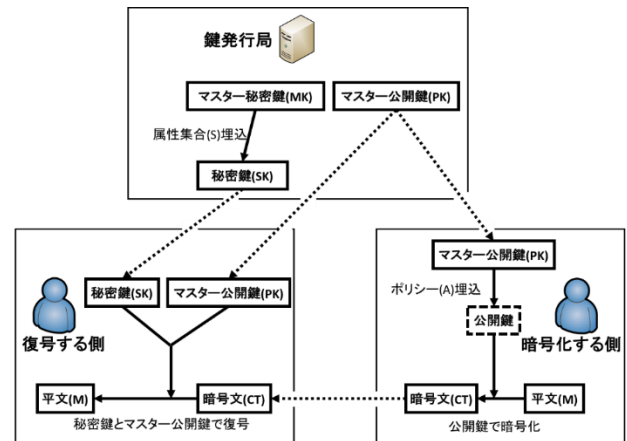 鍵発行局
マスター秘密鍵(MK)
マスター公開鍵(PK)
属性集合(S)埋込
秘密鍵(SK)
マスター公開鍵(PK)
秘密鍵(SK)
マスター公開鍵(PK)
ポリシー(A)埋込
公開鍵
復号する側
暗号化する側
平文(M)
暗号文(CT)
暗号文(CT)
平文(M)
秘密鍵とマスター公開鍵で復号
公開鍵で暗号化